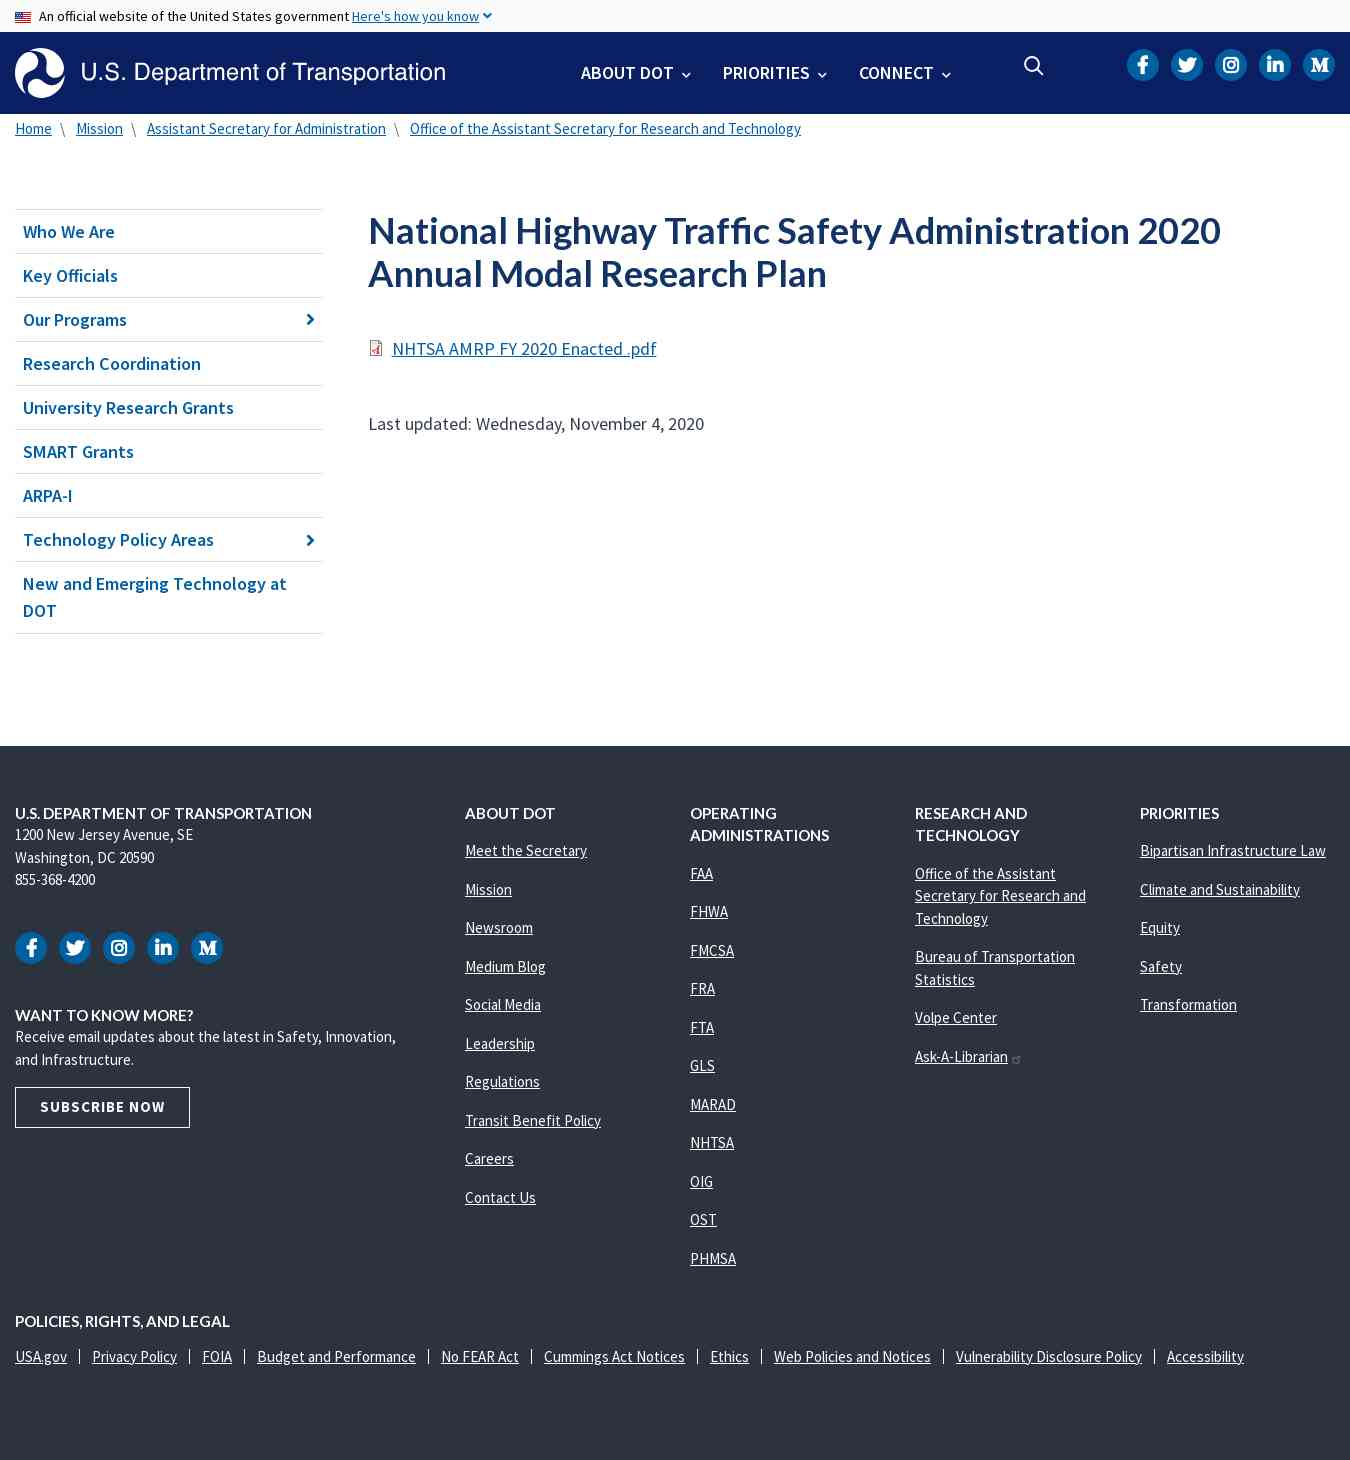 An official website of the United States government Here's how you know
U.S. Department of Transportation
ABOUT DOT
PRIORITIES
CONNECT
Home \ Mission \ Assistant Secretary for Administration \ Office of the Assistant Secretary for Research and Technology
Who We Are
Key Officials
Our Programs
Research Coordination
University Research Grants
SMART Grants
ARPA-I
Technology Policy Areas
New and Emerging Technology at
DOT
National Highway Traffic Safety Administration 2020
Annual Modal Research Plan
NHTSA AMRP FY 2020 Enacted .pdf
Last updated: Wednesday, November 4, 2020
U.S. DEPARTMENT OF TRANSPORTATION
1200 New Jersey Avenue, SE
Washington, DC 20590
855-368-4200
WANT TO KNOW MORE?
Receive email updates about the latest in Safety, Innovation,
and Infrastructure.
SUBSCRIBE NOW
ABOUT DOT
Meet the Secretary
Mission
Newsroom
Medium Blog
Social Media
Leadership
Regulations
Transit Benefit Policy
Careers
Contact Us
OPERATING
ADMINISTRATIONS
FAA
FHWA
FMCSA
FRA
FTA
GLS
MARAD
NHTSA
OIG
OST
PHMSA
RESEARCH AND
TECHNOLOGY
Office of the Assistant
Secretary for Research and
Technology
Bureau of Transportation
Statistics
Volpe Center
Ask-A-Librarian
PRIORITIES
Bipartisan Infrastructure Law
Climate and Sustainability
Equity
Safety
Transformation
POLICIES, RIGHTS, AND LEGAL
USA.gov | Privacy Policy | FOIA | Budget and Performance | No FEAR Act | Cummings Act Notices | Ethics | Web Policies and Notices | Vulnerability Disclosure Policy | Accessibility